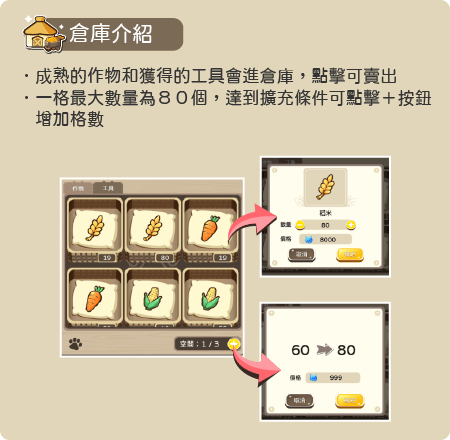 倉庫介紹
・成熟的作物和獲得的工具會進倉庫，點擊可賣出
・一格最大數量為８０個，達到擴充條件可點擊＋按鈕
增加格數
作物 工具
19 80 19
空間：1/3
稻米
數量 80
價格 8000
取消
60 80
價格 999
取消